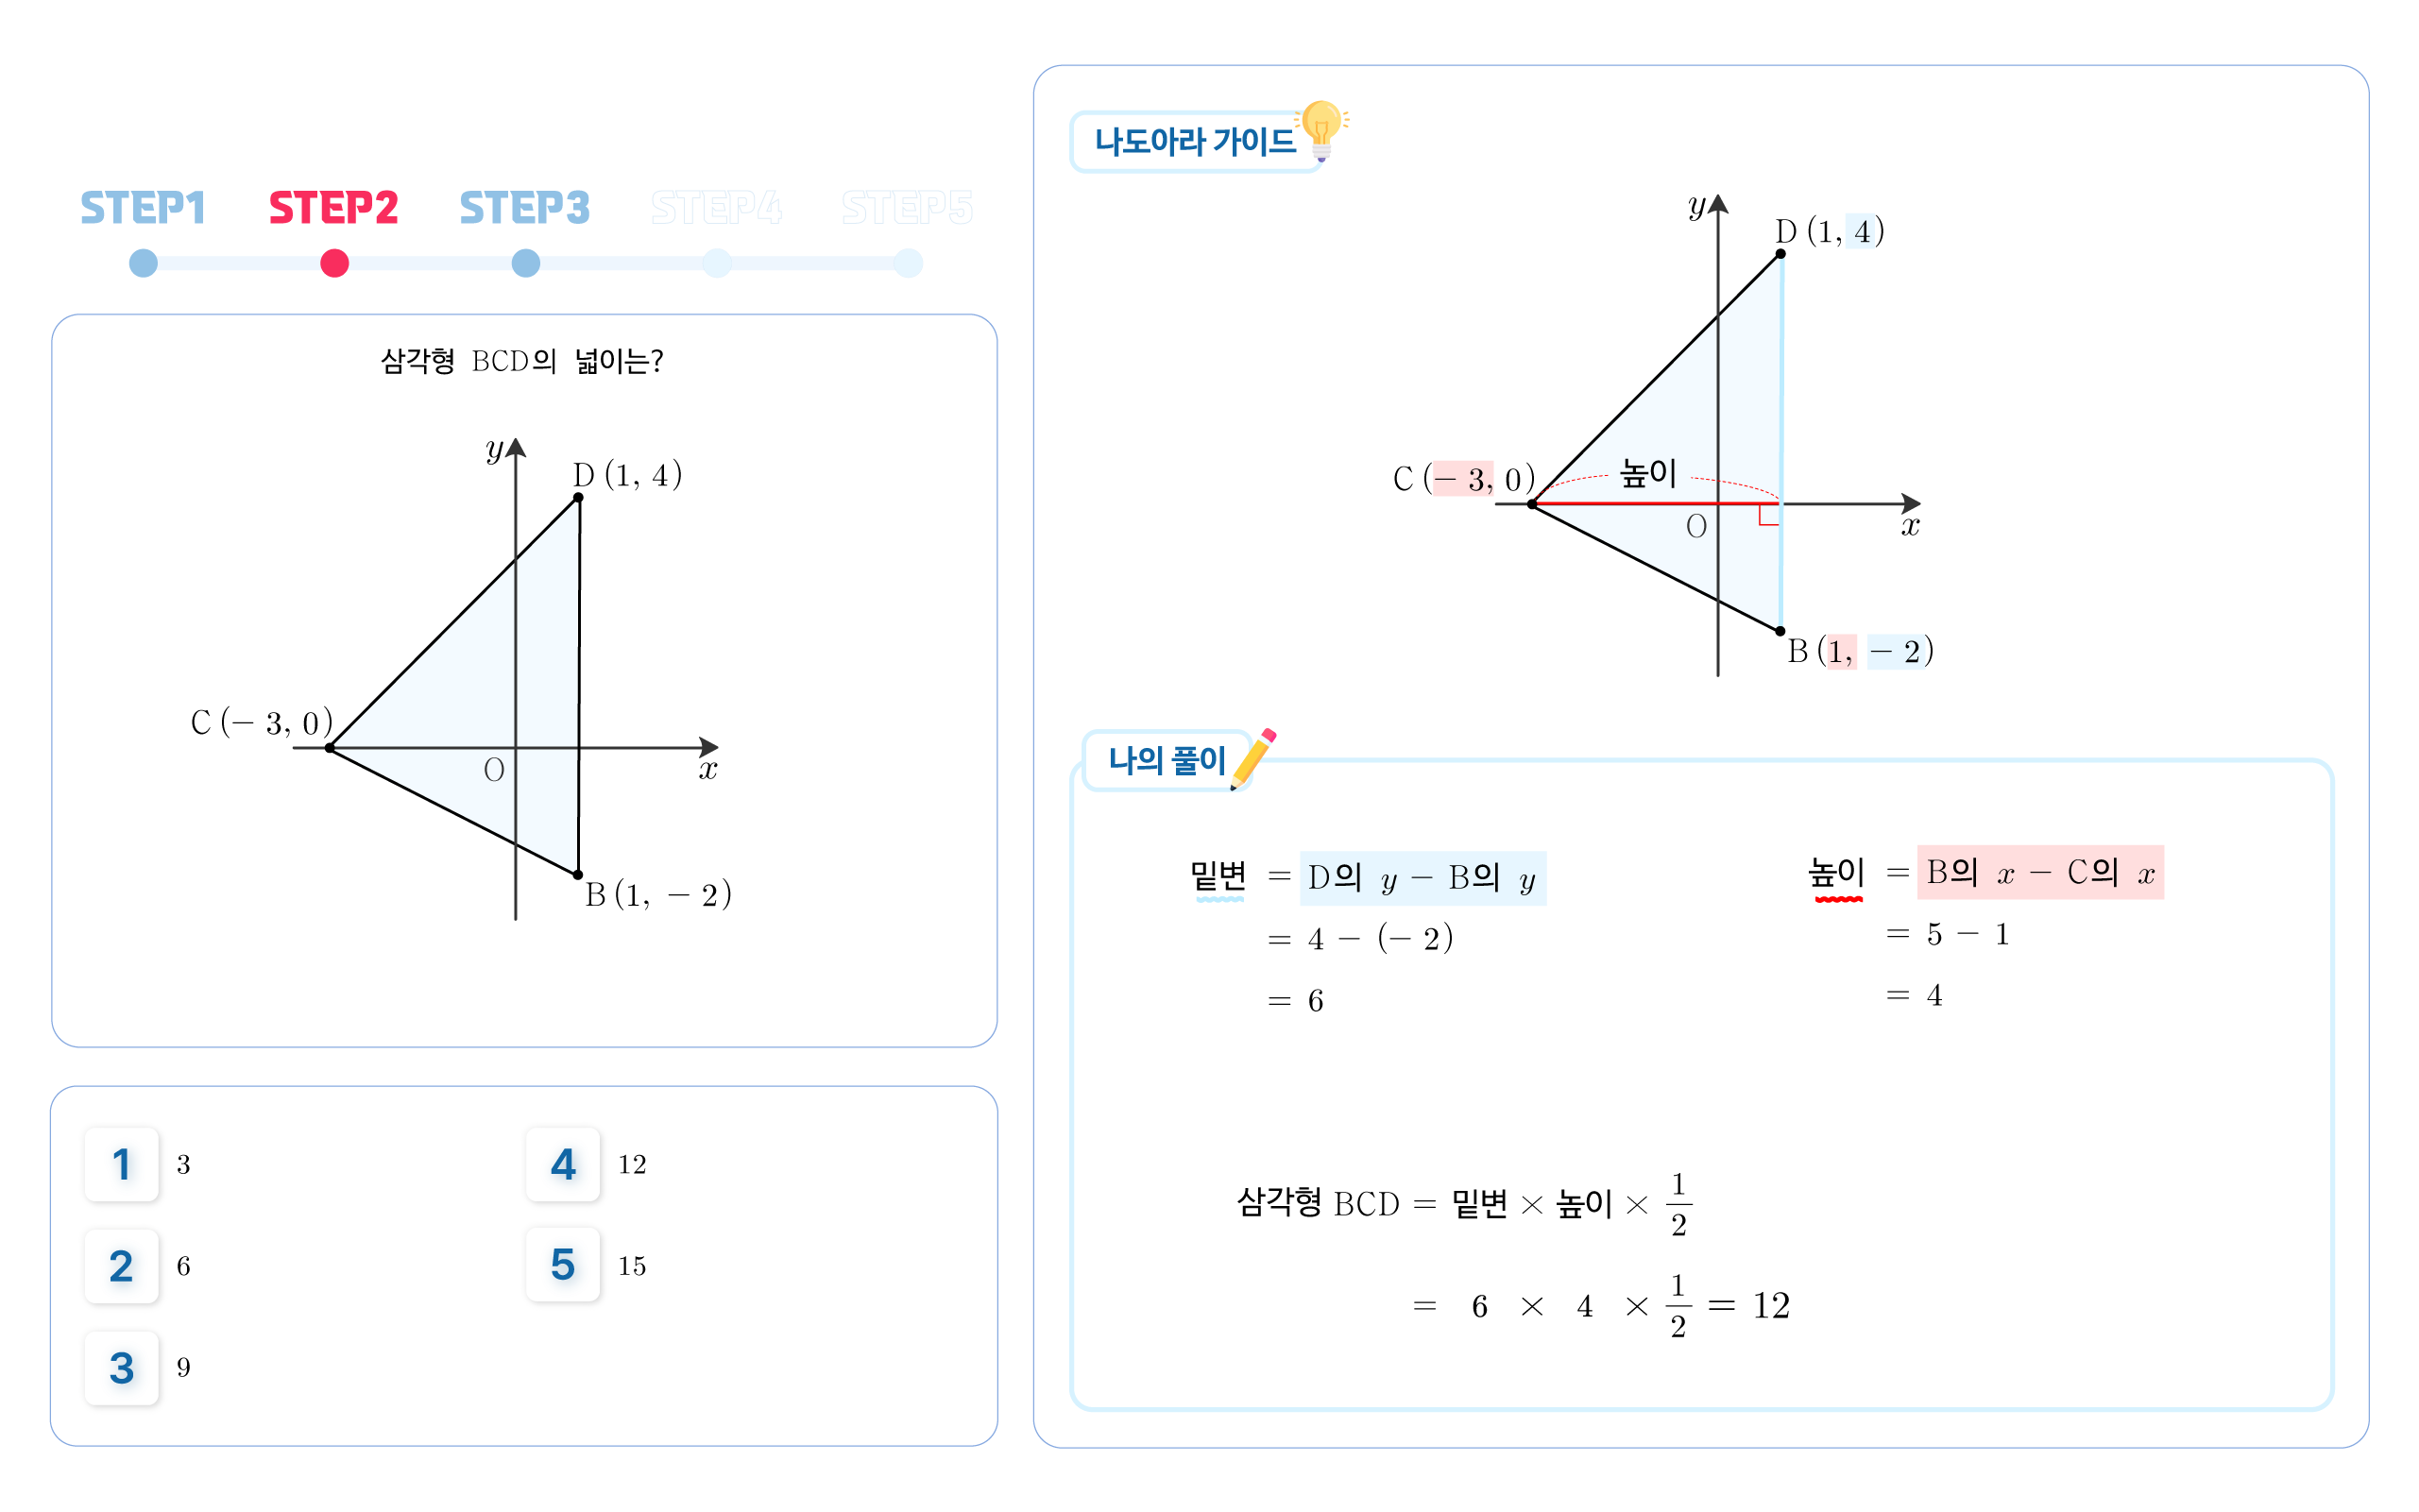 STEP1 STEP2 STEP3 STEP4 STEP5
삼각형 BCD의 넓이는?
y
D (1, 4)
C (− 3, 0)
O
x
B (1, − 2)
1 3
2 6
3 9
4 12
5 15
나도아라 가이드
y
D (1, 4)
C (− 3, 0)
높이
O
x
B (1, − 2)
나의 풀이
밑변 = D의 y − B의 y
= 4 − (− 2)
= 6
높이 = B의 x − C의 x
= 5 − 1
= 4
삼각형 BCD = 밑변 × 높이 × 1/2
= 6 × 4 × 1/2 = 12